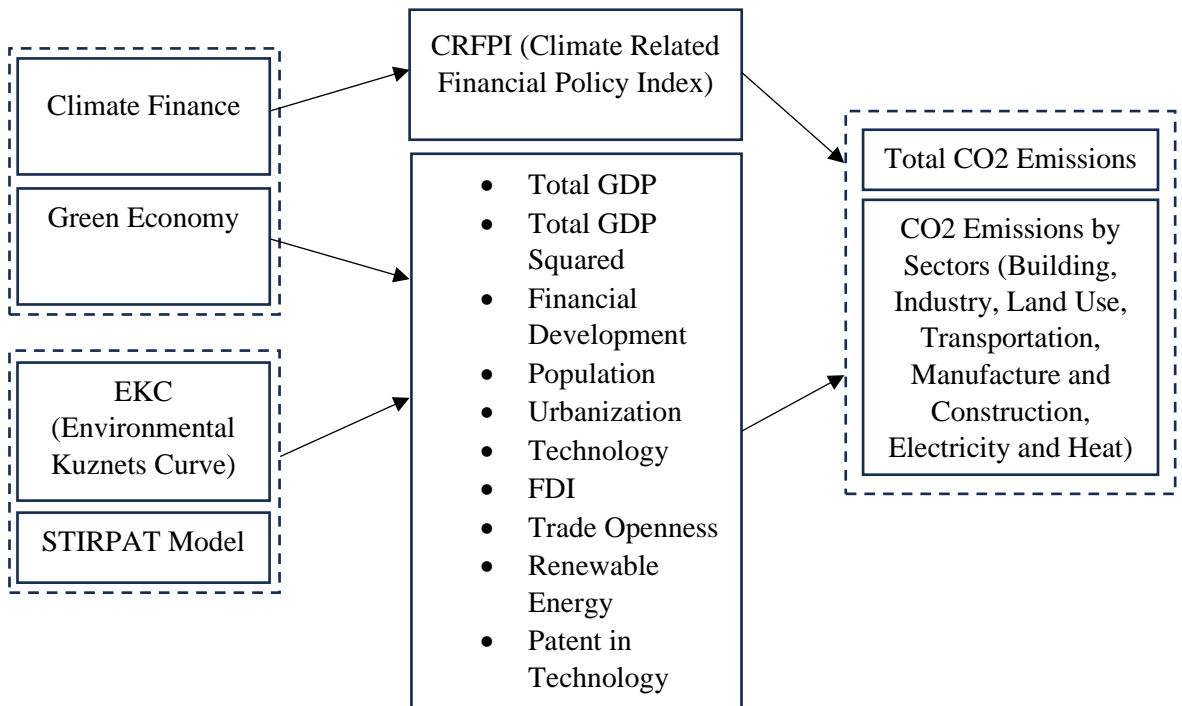 Climate Finance
Green Economy
EKC
(Environmental
Kuznets Curve)
STIRPAT Model
CRFPI (Climate Related
Financial Policy Index)
• Total GDP
• Total GDP
Squared
• Financial
Development
• Population
• Urbanization
• Technology
• FDI
• Trade Openness
• Renewable
Energy
• Patent in
Technology
Total CO2 Emissions
CO2 Emissions by
Sectors (Building,
Industry, Land Use,
Transportation,
Manufacture and
Construction,
Electricity and Heat)